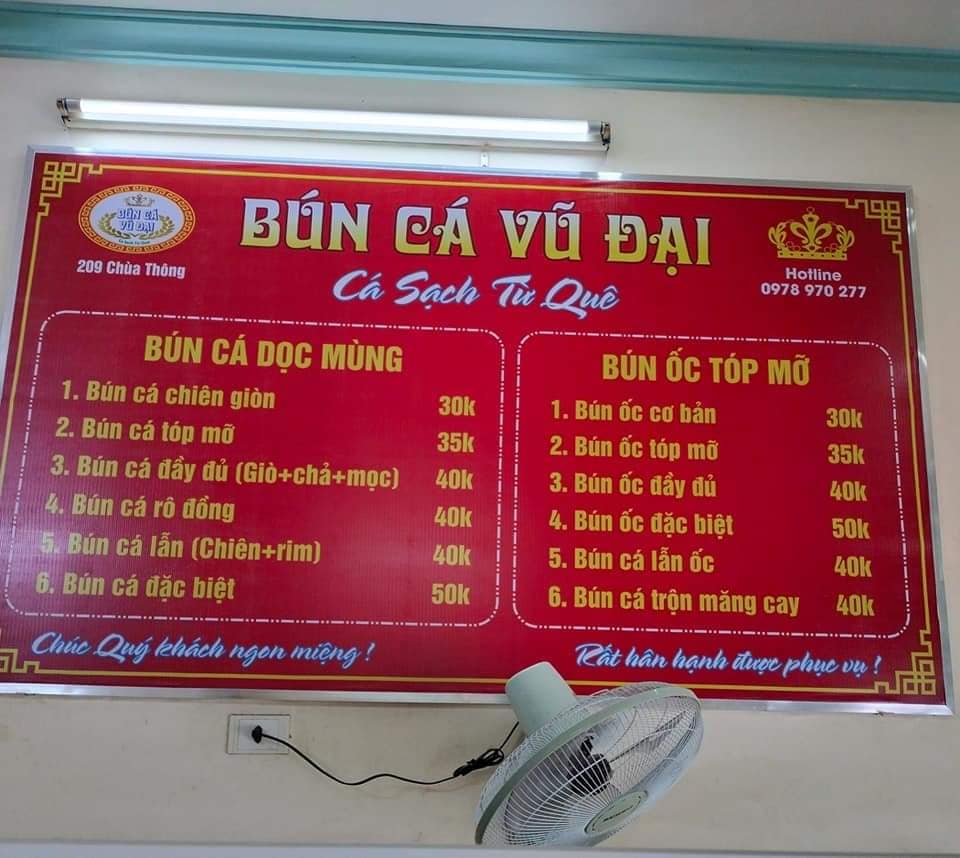 BÚN CÁ
VŨ ĐẠI
209 Chùa Thông
BÚN CÁ VŨ ĐẠI
Cá Sạch Từ Quê
Hotline
0978 970 277
BÚN CÁ DỌC MÙNG
1. Bún cá chiên giòn 30k
2. Bún cá tóp mỡ 35k
3. Bún cá đầy đủ (Giò+chả+mọc) 40k
4. Bún cá rô đồng 40k
5. Bún cá lẫn (Chiên+rim) 40k
6. Bún cá đặc biệt 50k
BÚN ỐC TÓP MỠ
1. Bún ốc cơ bản 30k
2. Bún ốc tóp mỡ 35k
3. Bún ốc đầy đủ 40k
4. Bún ốc đặc biệt 50k
5. Bún cá lẫn ốc 40k
6. Bún cá trộn măng cay 40k
Chúc Quý khách ngon miệng !
Rất hân hạnh được phục vụ !